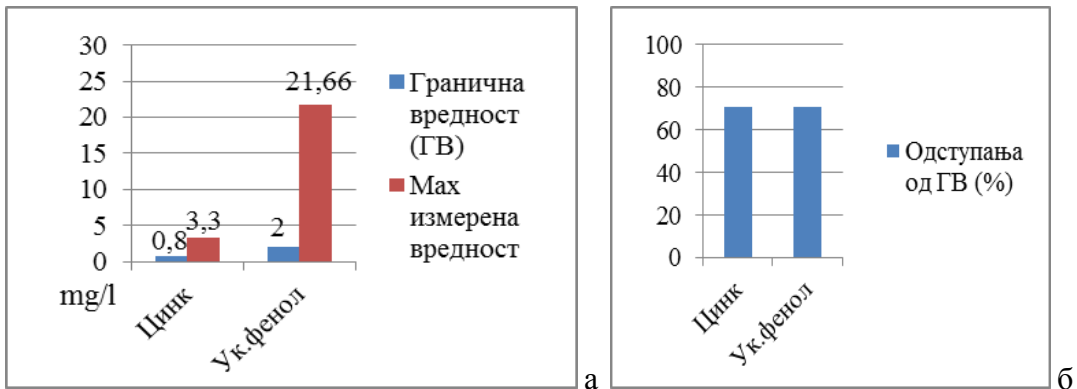 30
25
20
15
10
5
0
mg/l
21,66
3,3
0,8
2
Цинк
Ук.фенол
Гранична
вредност
(ГВ)
Max
измерена
вредност
а
100
80
60
40
20
0
Цинк
Ук.фенол
Одступања
од ГВ (%)
б